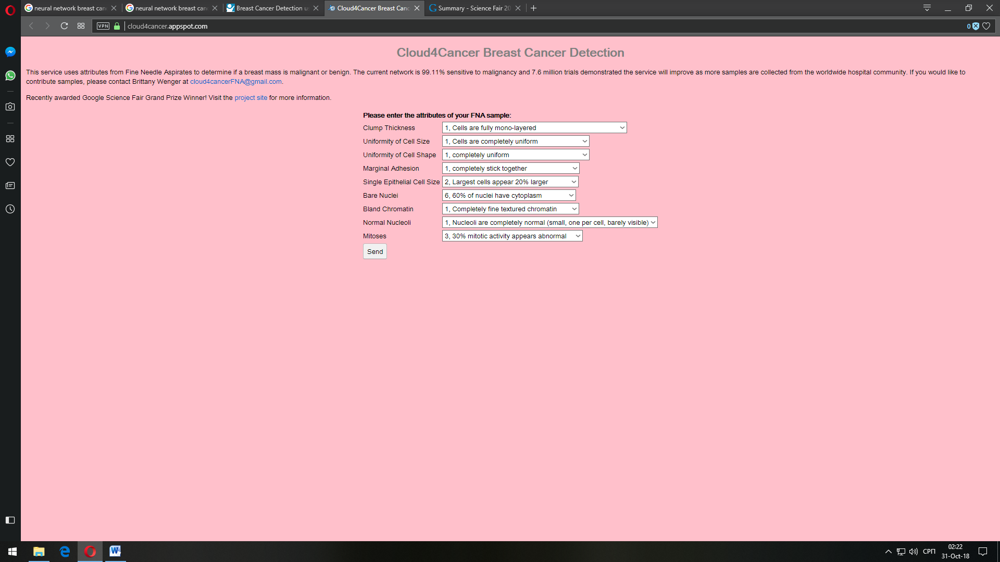 neural network breast can
neural network breast can
Breast Cancer Detection u
Cloud4Cancer Breast Canc
Summary - Science Fair 20
VPN
cloud4cancer.appspot.com
0
Cloud4Cancer Breast Cancer Detection
This service uses attributes from Fine Needle Aspirates to determine if a breast mass is malignant or benign. The current network is 99.11% sensitive to malignancy and 7.6 million trials demonstrated the service will improve as more samples are collected from the worldwide hospital community. If you would like to
contribute samples, please contact Brittany Wenger at cloud4cancerFNA@gmail.com.
Recently awarded Google Science Fair Grand Prize Winner! Visit the project site for more information.
Please enter the attributes of your FNA sample:
Clump Thickness 1, Cells are fully mono-layered
Uniformity of Cell Size 1, Cells are completely uniform
Uniformity of Cell Shape 1, completely uniform
Marginal Adhesion 1, completely stick together
Single Epithelial Cell Size 2, Largest cells appear 20% larger
Bare Nuclei 6, 60% of nuclei have cytoplasm
Bland Chromatin 1, Completely fine textured chromatin
Normal Nucleoli 1, Nucleoli are completely normal (small, one per cell, barely visible)
Mitoses 3, 30% mitotic activity appears abnormal
Send
СРП
02:22
31-Oct-18